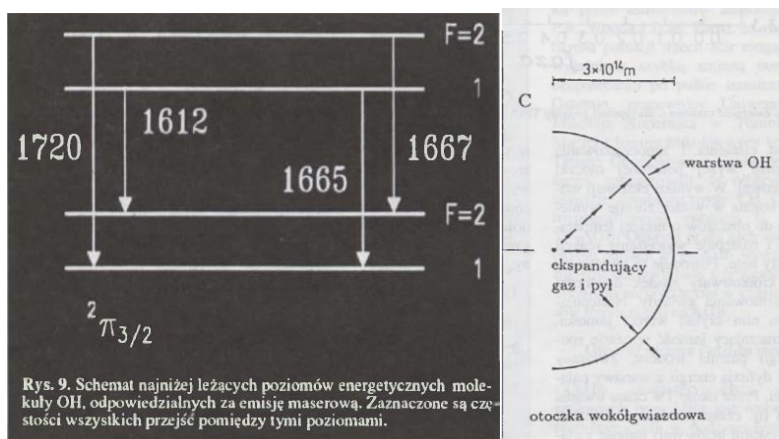 F=2
1
1720
1612
1665
1667
F=2
1
²π3/2
Rys. 9. Schemat najniżej leżących poziomów energetycznych mole-
kuły OH, odpowiedzialnych za emisję maserową. Zaznaczone są czę-
stości wszystkich przejść pomiędzy tymi poziomami.
3×10¹⁴m
C
warstwa OH
ekspandujący
gaz i pył
otoczka wokółgwiazdowa